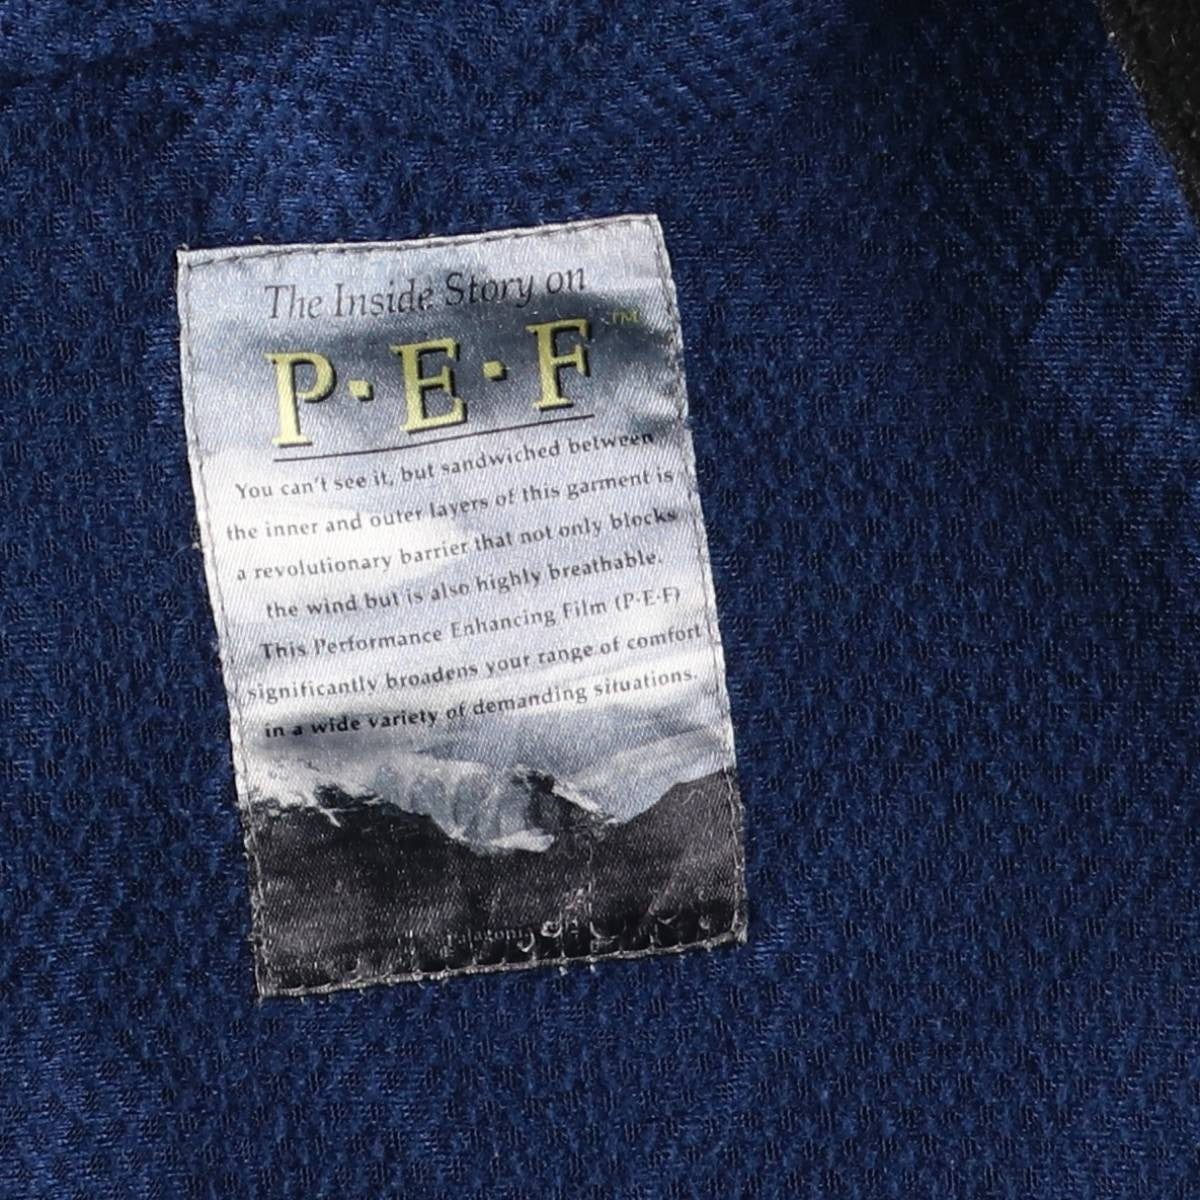 The Inside Story on
P·E·F™
You can't see it, but sandwiched between
the inner and outer layers of this garment is
a revolutionary barrier that not only blocks
the wind but is also highly breathable.
This Performance Enhancing Film (P·E·F)
significantly broadens your range of comfort
in a wide variety of demanding situations.